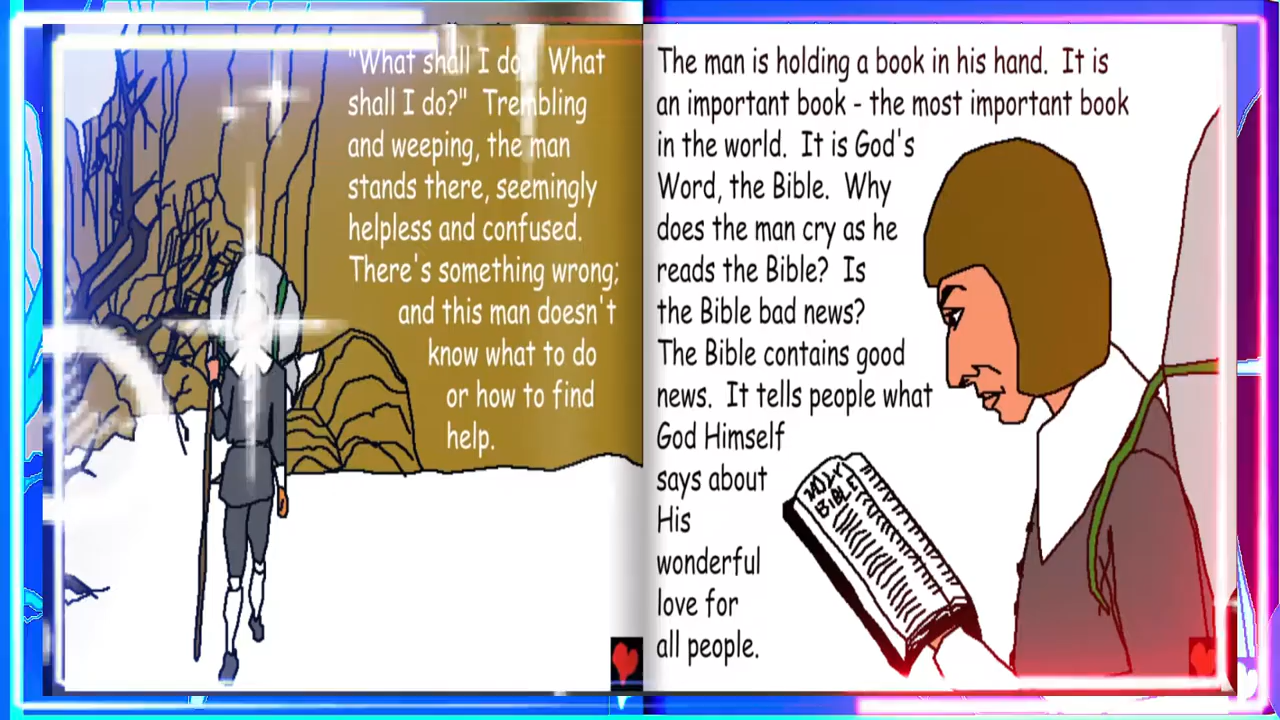 "What shall I do? What
shall I do?" Trembling
and weeping, the man
stands there, seemingly
helpless and confused.
There's something wrong;
and this man doesn't
know what to do
or how to find
help.
The man is holding a book in his hand. It is
an important book - the most important book
in the world. It is God's
Word, the Bible. Why
does the man cry as he
reads the Bible? Is
the Bible bad news?
The Bible contains good
news. It tells people what
God Himself
says about
His
wonderful
love for
all people.
HOLY
BIBLE